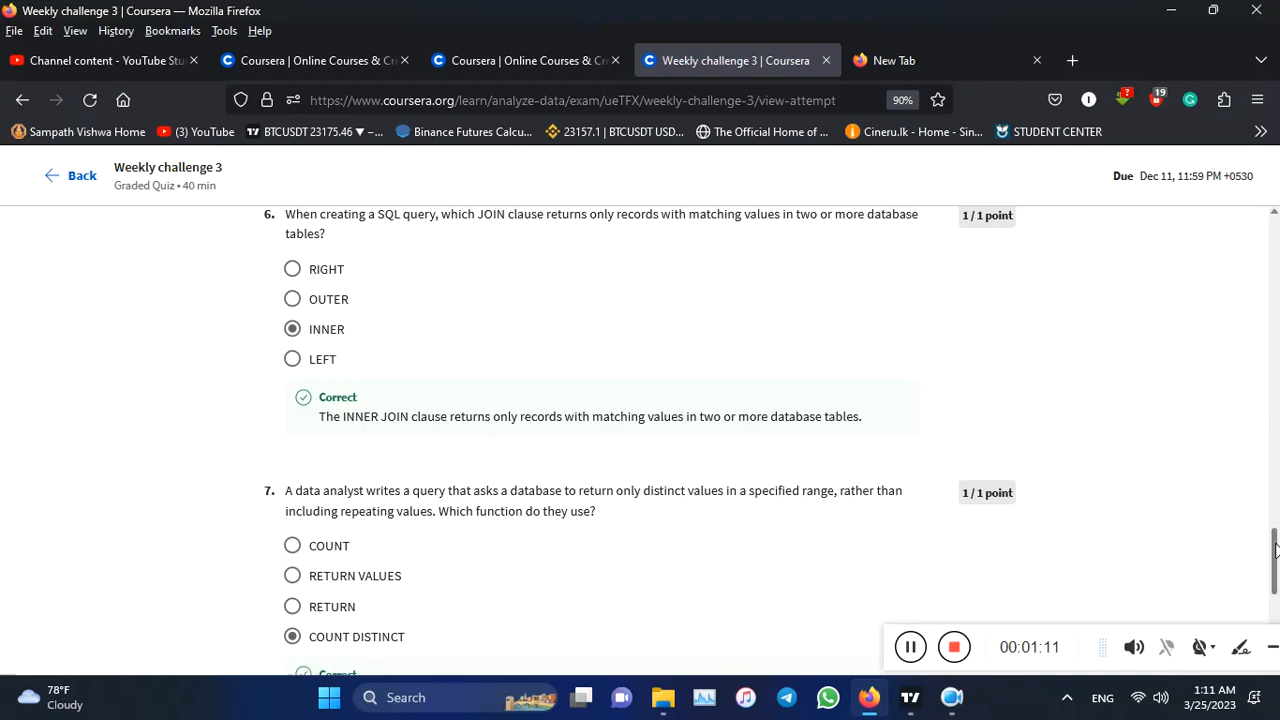 Weekly challenge 3 | Coursera — Mozilla Firefox
File Edit View History Bookmarks Tools Help
Channel content - YouTube Stu
Coursera | Online Courses & Cre
Coursera | Online Courses & Cre
Weekly challenge 3 | Coursera
New Tab
https://www.coursera.org/learn/analyze-data/exam/ueTFX/weekly-challenge-3/view-attempt
90%
?
19
Sampath Vishwa Home
(3) YouTube
BTCUSDT 23175.46 ▼ −...
Binance Futures Calcu...
23157.1 | BTCUSDT USD...
The Official Home of ...
Cineru.lk - Home - Sin...
STUDENT CENTER
Back
Weekly challenge 3
Graded Quiz • 40 min
Due Dec 11, 11:59 PM +0530
6. When creating a SQL query, which JOIN clause returns only records with matching values in two or more database
tables?
1 / 1 point
RIGHT
OUTER
INNER
LEFT
Correct
The INNER JOIN clause returns only records with matching values in two or more database tables.
7. A data analyst writes a query that asks a database to return only distinct values in a specified range, rather than
including repeating values. Which function do they use?
1 / 1 point
COUNT
RETURN VALUES
RETURN
COUNT DISTINCT
Correct
00:01:11
78°F
Cloudy
Search
ENG
1:11 AM
3/25/2023